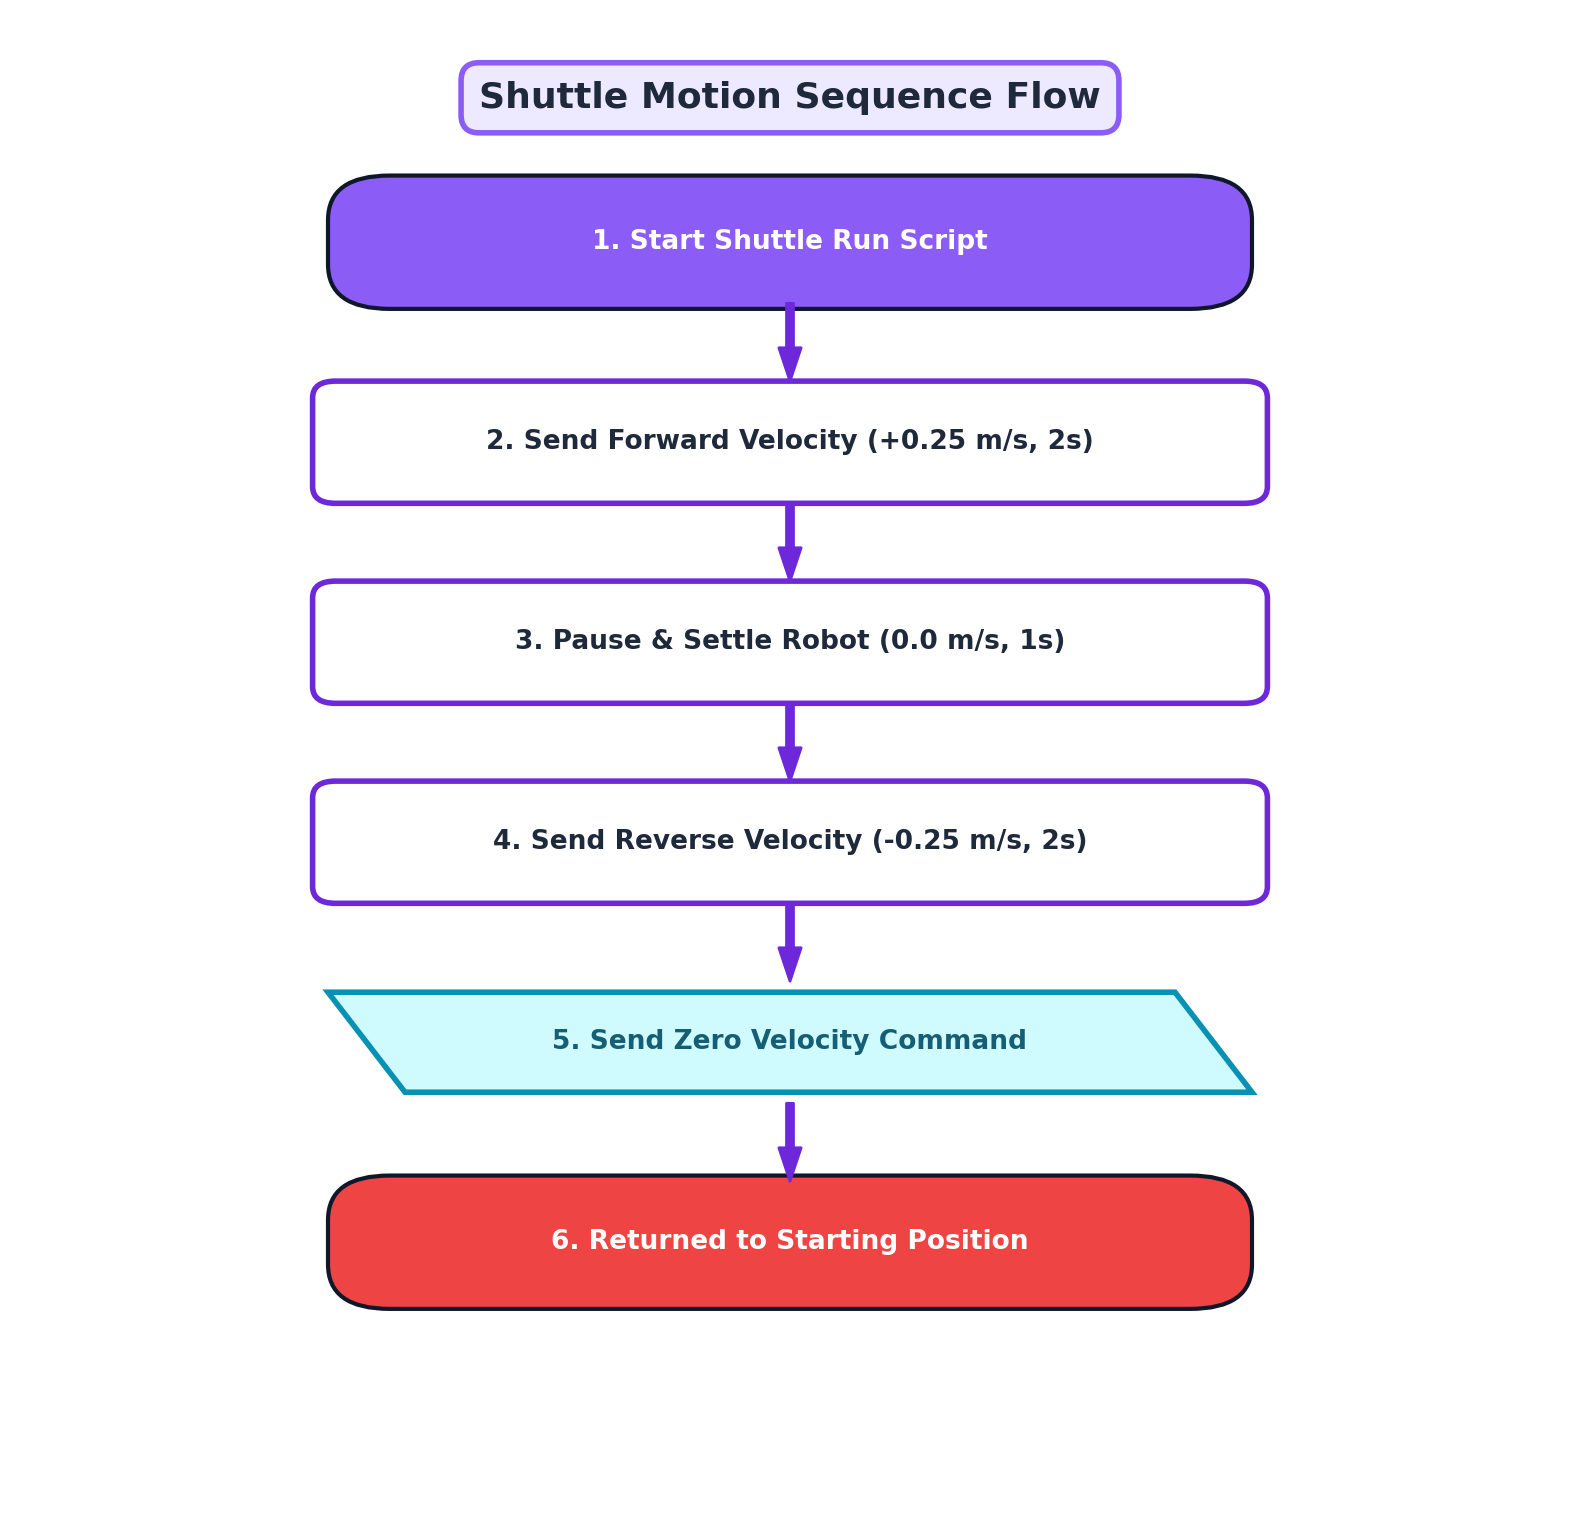 Shuttle Motion Sequence Flow
1. Start Shuttle Run Script
2. Send Forward Velocity (+0.25 m/s, 2s)
3. Pause & Settle Robot (0.0 m/s, 1s)
4. Send Reverse Velocity (-0.25 m/s, 2s)
5. Send Zero Velocity Command
6. Returned to Starting Position